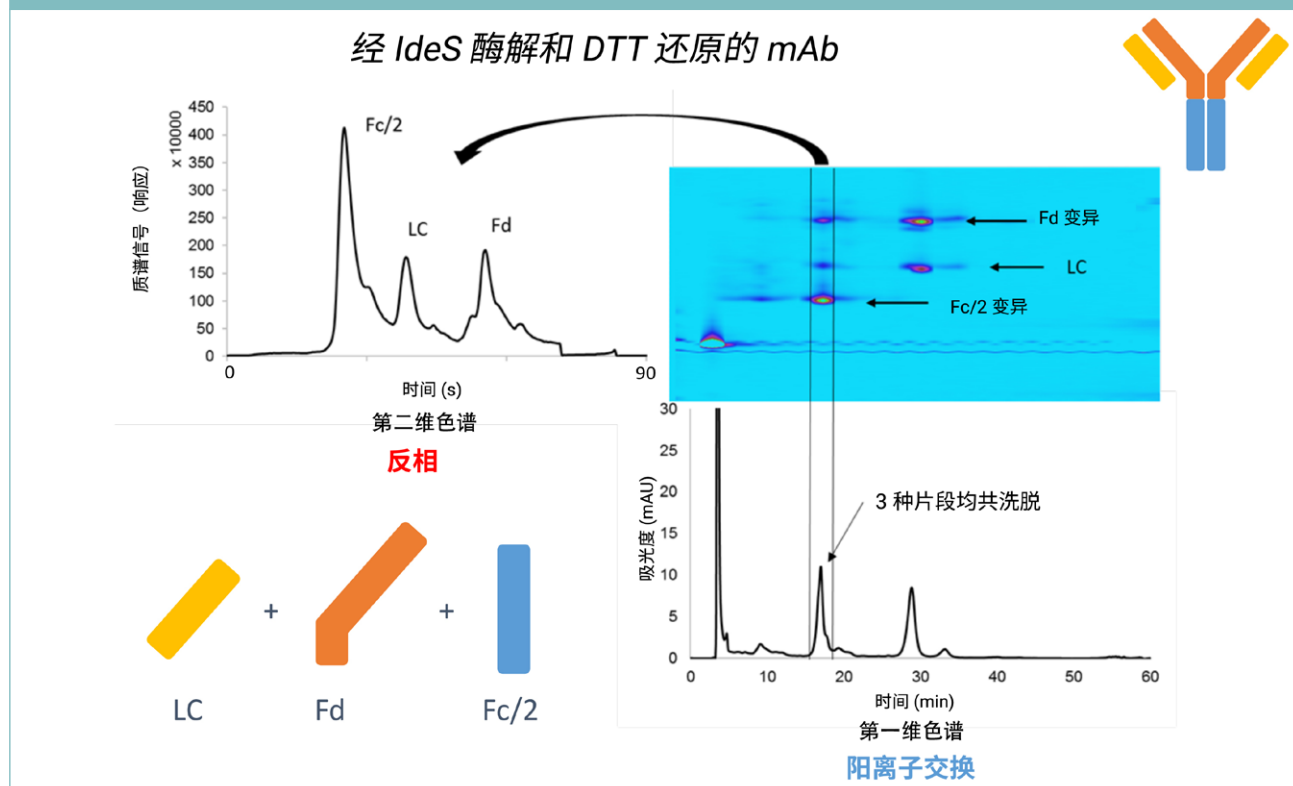 经 IdeS 酶解和 DTT 还原的 mAb
450
400
350
300
250
200
150
100
50
0
x 10000
质谱信号（响应）
Fc/2
LC
Fd
0
90
时间 (s)
第二维色谱
反相
Fd 变异
LC
Fc/2 变异
30
25
20
15
10
5
0
吸光度 (mAU)
3 种片段均共洗脱
0 10 20 30 40 50 60
时间 (min)
第一维色谱
阳离子交换
+ +
LC Fd Fc/2